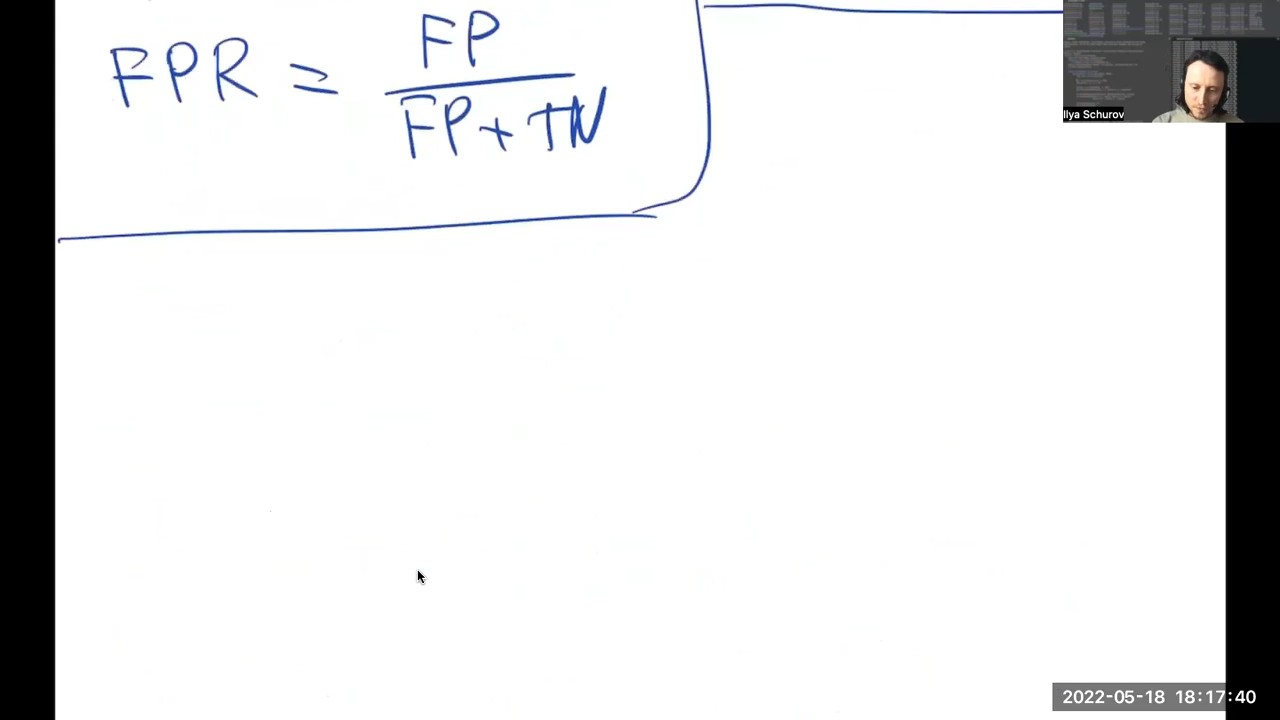 FPR = FP / FP + TN
Ilya Schurov
2022-05-18 18:17:40